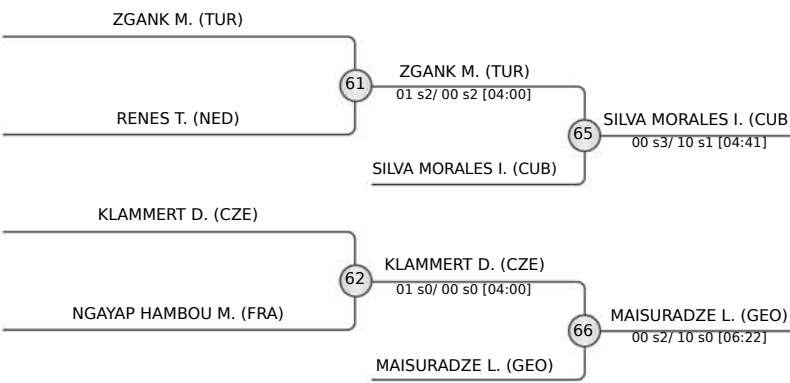 ZGANK M. (TUR)
61
RENES T. (NED)
ZGANK M. (TUR)
01 s2/ 00 s2 [04:00]
65
SILVA MORALES I. (CUB)
SILVA MORALES I. (CUB
00 s3/ 10 s1 [04:41]
KLAMMERT D. (CZE)
62
NGAYAP HAMBOU M. (FRA)
KLAMMERT D. (CZE)
01 s0/ 00 s0 [04:00]
66
MAISURADZE L. (GEO)
MAISURADZE L. (GEO)
00 s2/ 10 s0 [06:22]